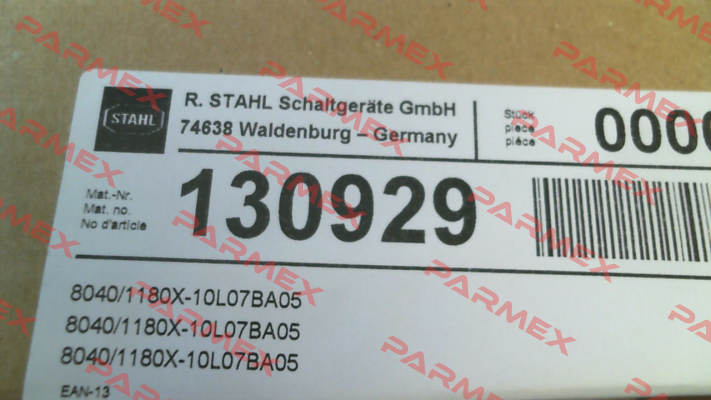 STAHL
R. STAHL Schaltgeräte GmbH
74638 Waldenburg – Germany
Stück
piece
pièce
000
Mat.-Nr.
Mat. no.
No d'article
130929
8040/1180X-10L07BA05
8040/1180X-10L07BA05
8040/1180X-10L07BA05
EAN-13
PARMEX